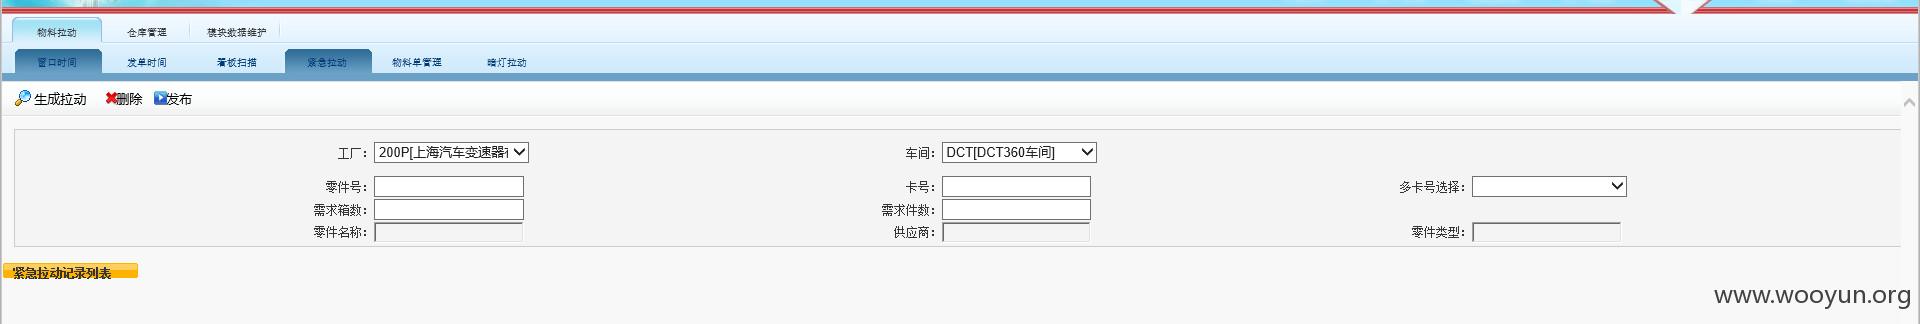 物料拉动 仓库管理 模块数据维护
窗口时间 发单时间 看板扫描 紧急拉动 物料单管理 暗灯拉动
生成拉动 删除 发布
工厂： 200P[上海汽车变速器 车间： DCT[DCT360车间]
零件号： 卡号： 多卡号选择：
需求箱数： 需求件数：
零件名称： 供应商： 零件类型：
紧急拉动记录列表
www.wooyun.org